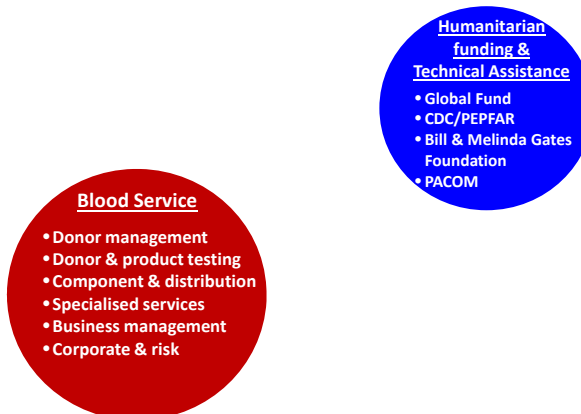 Humanitarian
funding &
Technical Assistance
• Global Fund
• CDC/PEPFAR
• Bill & Melinda Gates
Foundation
• PACOM
Blood Service
• Donor management
• Donor & product testing
• Component & distribution
• Specialised services
• Business management
• Corporate & risk